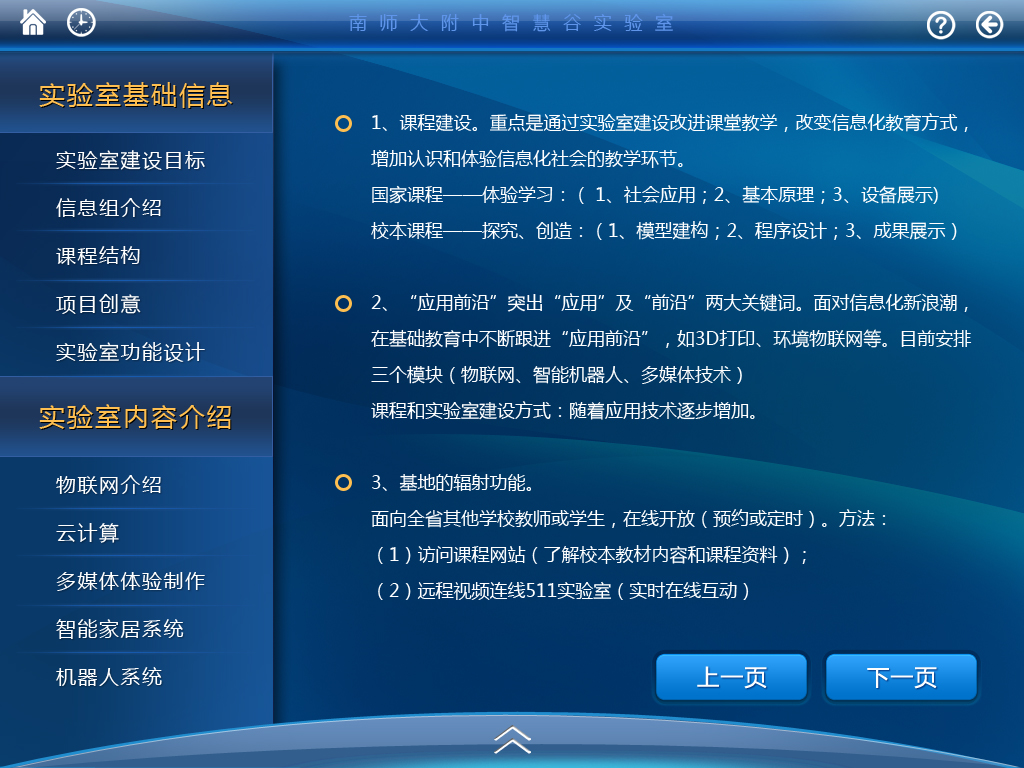 南师大附中智慧谷实验室
实验室基础信息
实验室建设目标
信息组介绍
课程结构
项目创意
实验室功能设计
实验室内容介绍
物联网介绍
云计算
多媒体体验制作
智能家居系统
机器人系统
1、课程建设。重点是通过实验室建设改进课堂教学，改变信息化教育方式，
增加认识和体验信息化社会的教学环节。
国家课程——体验学习：（ 1、社会应用；2、基本原理；3、设备展示)
校本课程——探究、创造：（1、模型建构；2、程序设计；3、成果展示）
2、“应用前沿”突出“应用”及“前沿”两大关键词。面对信息化新浪潮，
在基础教育中不断跟进“应用前沿”，如3D打印、环境物联网等。目前安排
三个模块（物联网、智能机器人、多媒体技术）
课程和实验室建设方式：随着应用技术逐步增加。
3、基地的辐射功能。
面向全省其他学校教师或学生，在线开放（预约或定时）。方法：
（1）访问课程网站（了解校本教材内容和课程资料）；
（2）远程视频连线511实验室（实时在线互动）
上一页
下一页